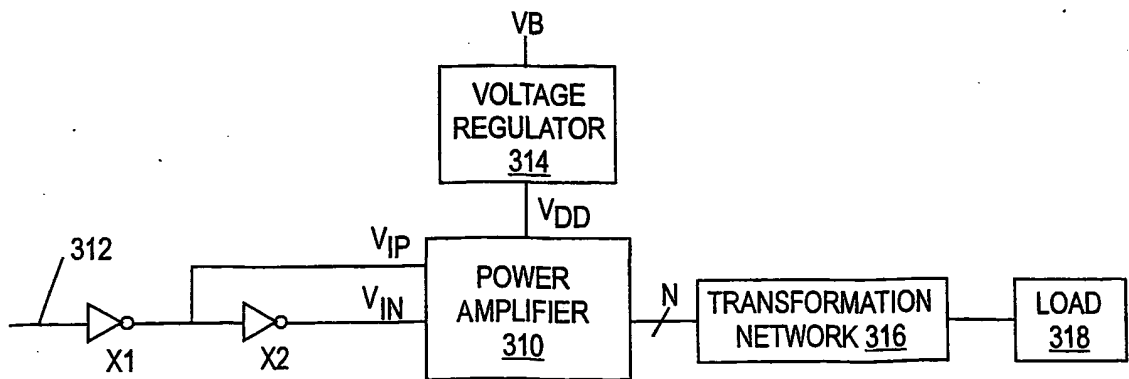 VB
VOLTAGE
REGULATOR
314
VDD
312
VIP
VIN
X1
X2
POWER
AMPLIFIER
310
N
TRANSFORMATION
NETWORK 316
LOAD
318